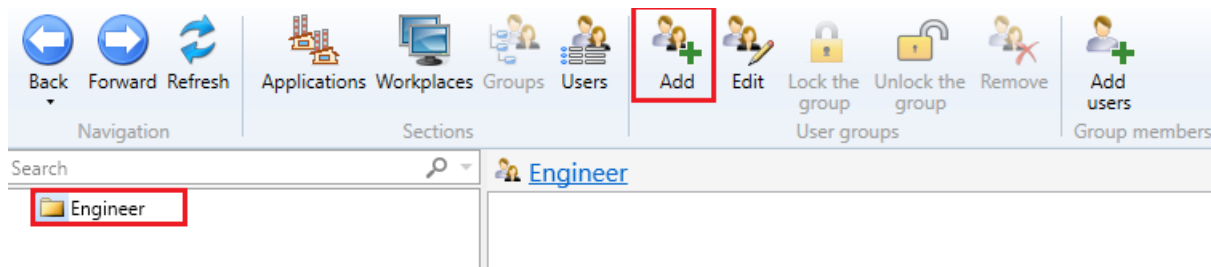 Back Forward Refresh Applications Workplaces Groups Users Add Edit Lock the Unlock the Remove Add
group group users
Navigation Sections User groups Group members
Search Engineer
Engineer